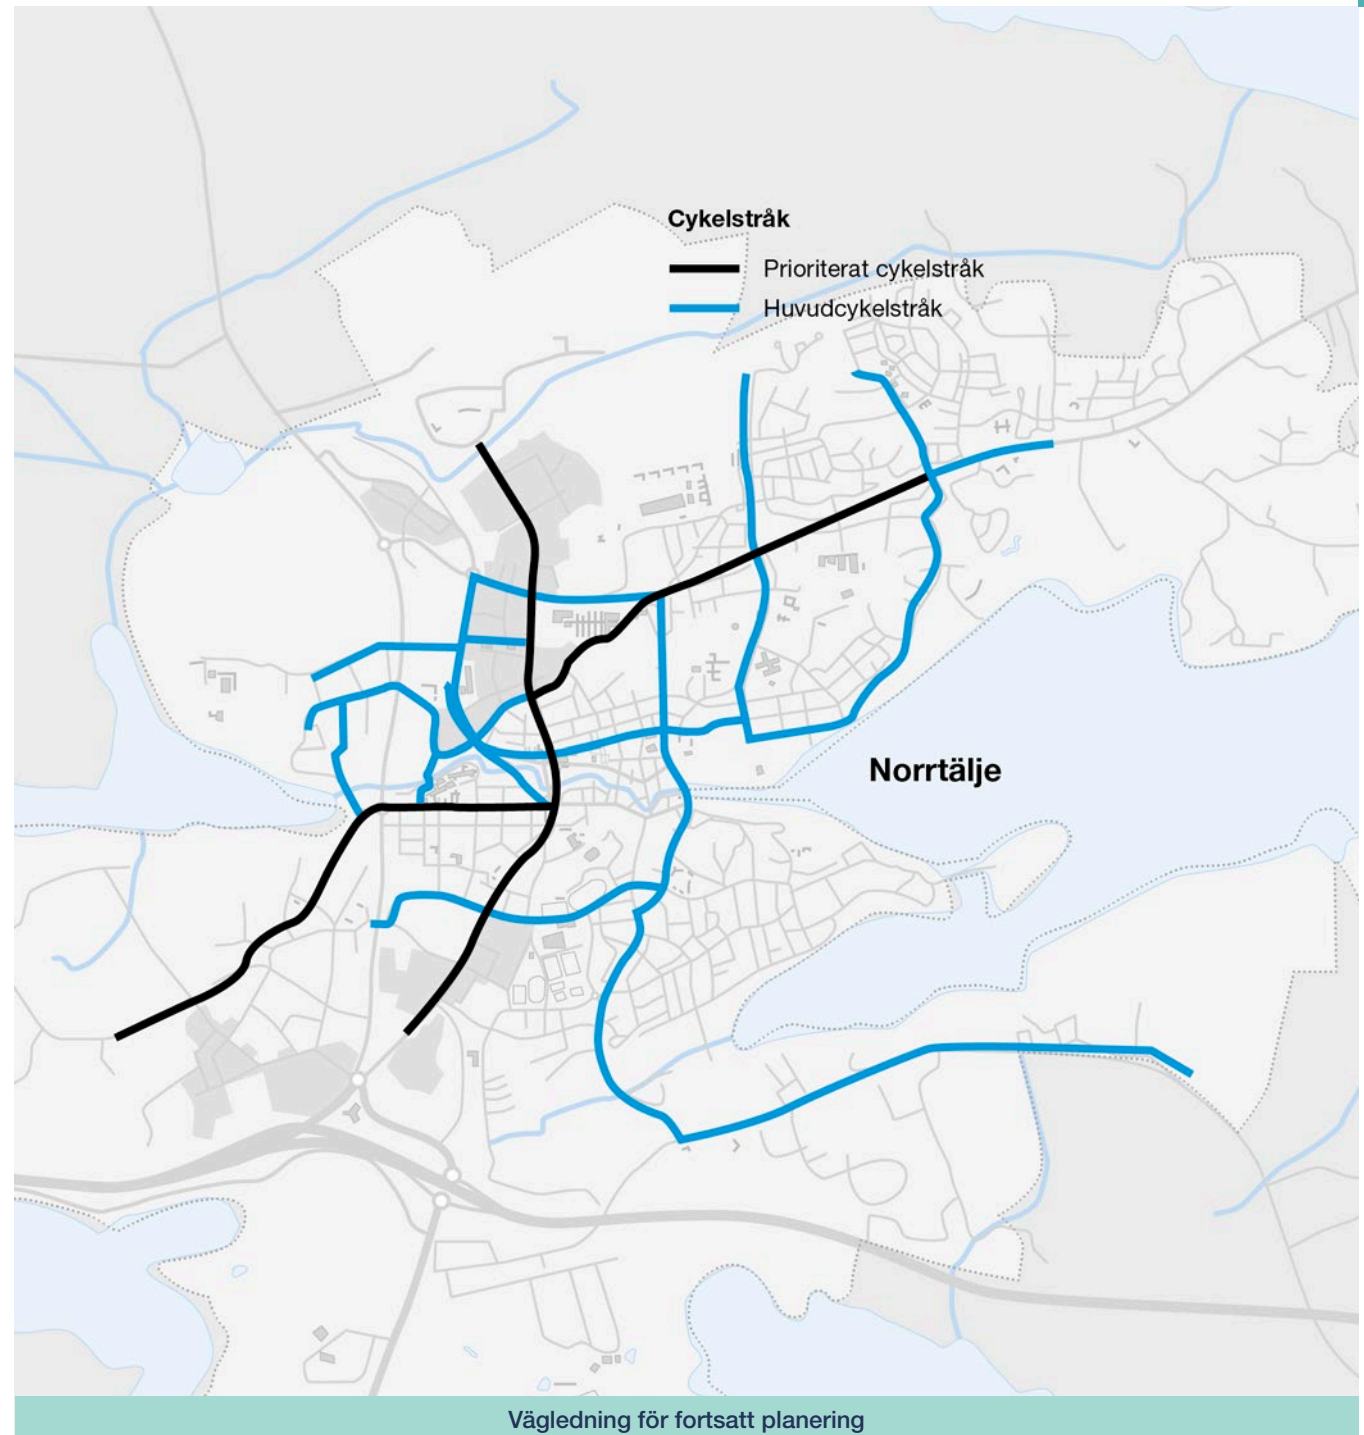 Cykelstråk
Prioriterat cykelstråk
Huvudcykelstråk
Norrtälje
Vägledning för fortsatt planering